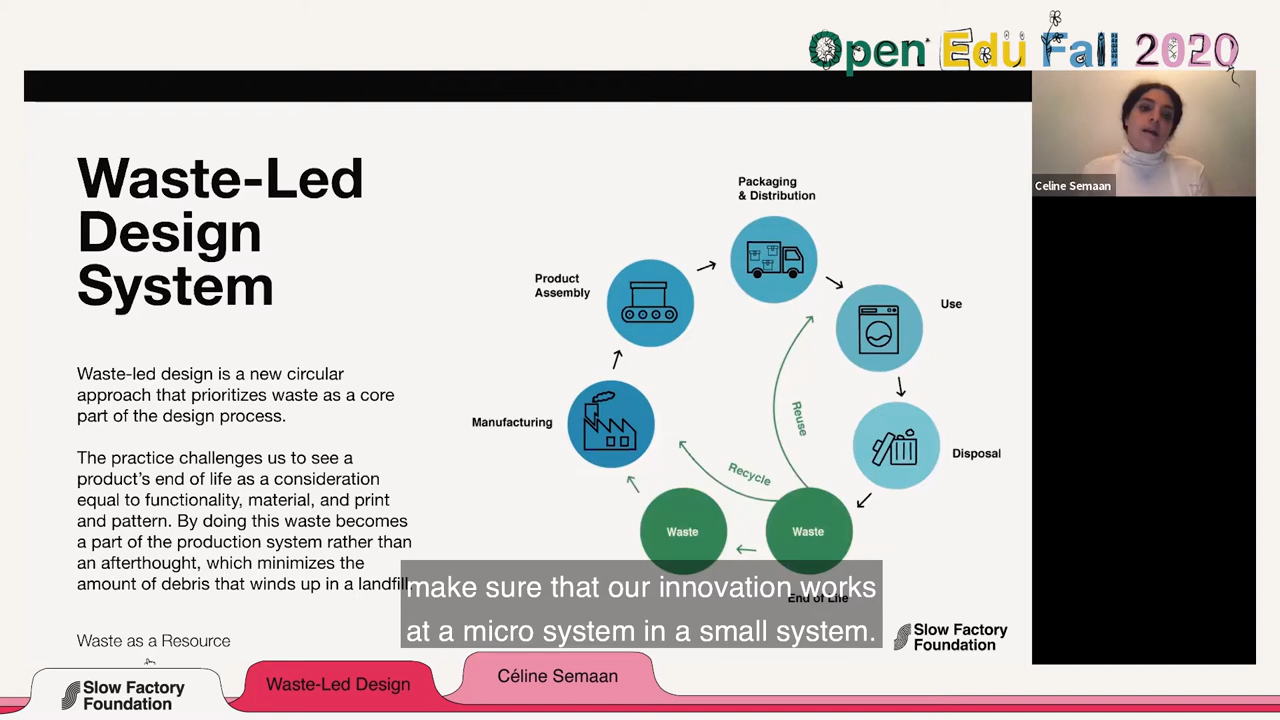 Open Edu Fall 2020
Waste-Led
Design
System
Waste-led design is a new circular
approach that prioritizes waste as a core
part of the design process.
The practice challenges us to see a
product's end of life as a consideration
equal to functionality, material, and print
and pattern. By doing this waste becomes
a part of the production system rather than
an afterthought, which minimizes the
amount of debris that winds up in a landfill
Waste as a Resource
Packaging
& Distribution
Product
Assembly
Use
Manufacturing
Reuse
Disposal
Recycle
Waste
Waste
End of Life
Celine Semaan
make sure that our innovation works
at a micro system in a small system.
Slow Factory
Foundation
Slow Factory
Foundation
Waste-Led Design
Céline Semaan